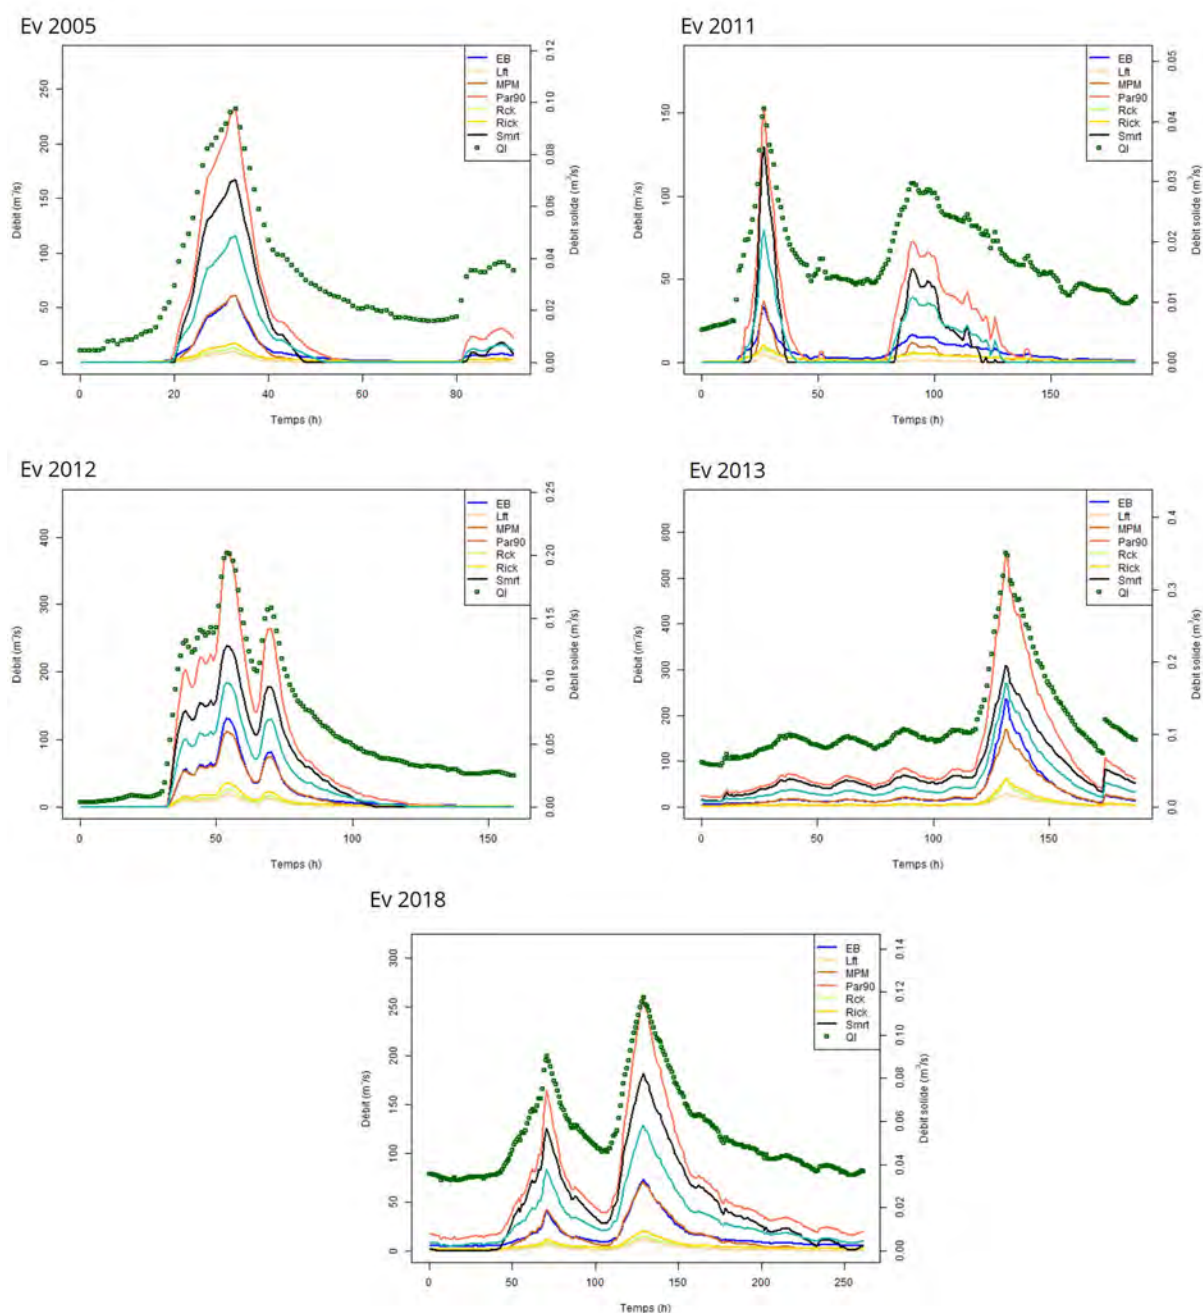 Ev 2005
Débit (m³/s)
250
200
150
100
50
0
EB
Lft
MPM
Par90
Rck
Rick
Smrt
Ql
0.12
0.10
0.08
0.06
0.04
0.02
0.00
Débit solide (m³/s)
0 20 40 60 80
Temps (h)
Ev 2011
Débit (m³/s)
150
100
50
0
EB
Lft
MPM
Par90
Rck
Rick
Smrt
Ql
0.05
0.04
0.03
0.02
0.01
0.00
Débit solide (m³/s)
0 50 100 150
Temps (h)
Ev 2012
Débit (m³/s)
400
300
200
100
0
EB
Lft
MPM
Par90
Rck
Rick
Smrt
Ql
0.25
0.20
0.15
0.10
0.05
0.00
Débit solide (m³/s)
0 50 100 150
Temps (h)
Ev 2013
Débit (m³/s)
600
500
400
300
200
100
0
EB
Lft
MPM
Par90
Rck
Rick
Smrt
Ql
0.4
0.3
0.2
0.1
0.0
Débit solide (m³/s)
0 50 100 150
Temps (h)
Ev 2018
Débit (m³/s)
300
250
200
150
100
50
0
EB
Lft
MPM
Par90
Rck
Rick
Smrt
Ql
0.14
0.12
0.10
0.08
0.06
0.04
0.02
0.00
Débit solide (m³/s)
0 50 100 150 200 250
Temps (h)